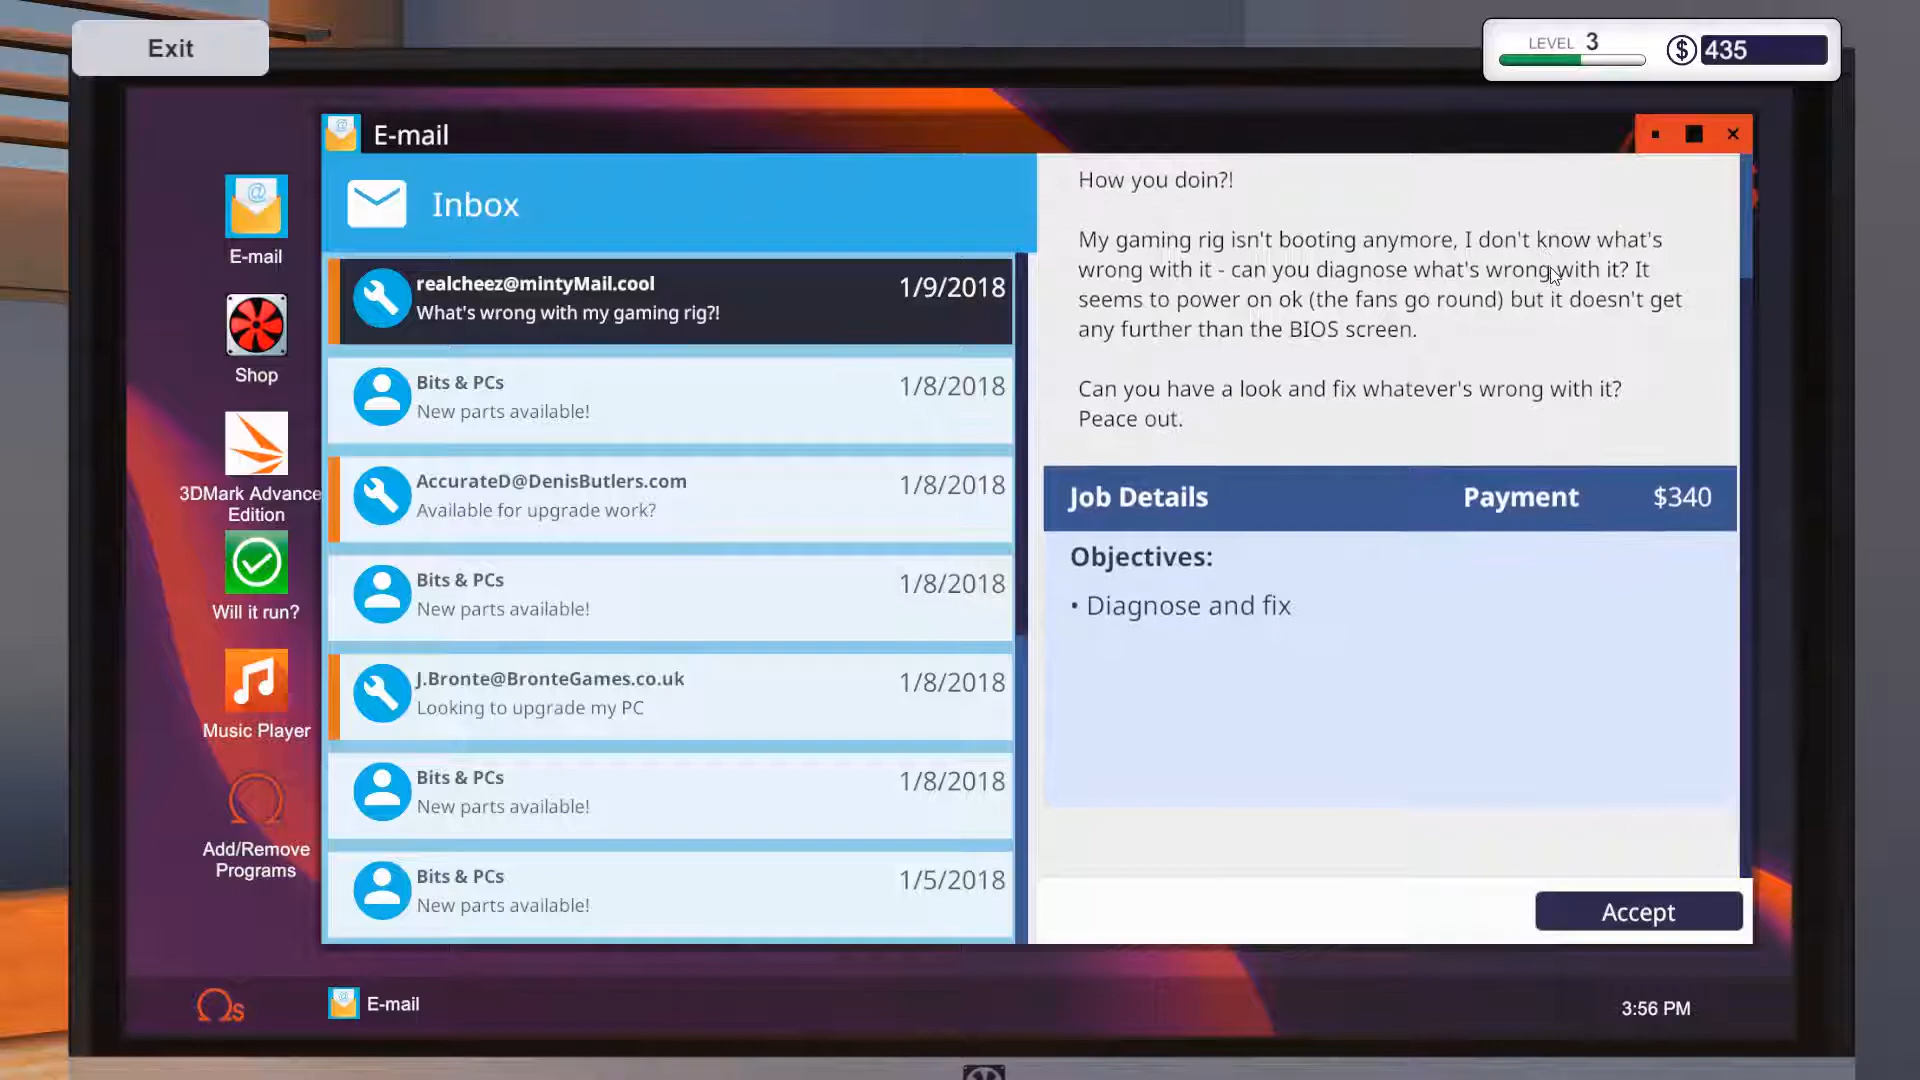 Exit
LEVEL 3
$ 435
E-mail
Inbox
realcheez@mintyMail.cool
1/9/2018
What's wrong with my gaming rig?!
Bits & PCs
1/8/2018
New parts available!
AccurateD@DenisButlers.com
1/8/2018
Available for upgrade work?
Bits & PCs
1/8/2018
New parts available!
J.Bronte@BronteGames.co.uk
1/8/2018
Looking to upgrade my PC
Bits & PCs
1/8/2018
New parts available!
Bits & PCs
1/5/2018
New parts available!
How you doin?!
My gaming rig isn't booting anymore, I don't know what's
wrong with it - can you diagnose what's wrong with it? It
seems to power on ok (the fans go round) but it doesn't get
any further than the BIOS screen.
Can you have a look and fix whatever's wrong with it?
Peace out.
Job Details
Payment
$340
Objectives:
• Diagnose and fix
Accept
E-mail
Shop
3DMark Advance
Edition
Will it run?
Music Player
Add/Remove
Programs
Ωs
E-mail
3:56 PM